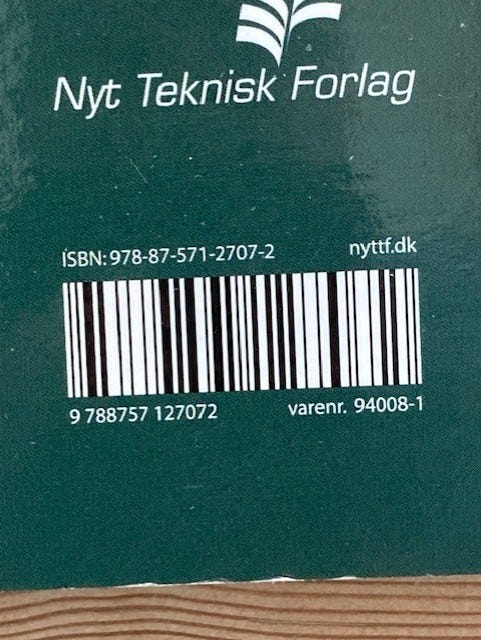 Nyt Teknisk Forlag
ISBN: 978-87-571-2707-2 nyttf.dk
9 788757 127072 varenr. 94008-1